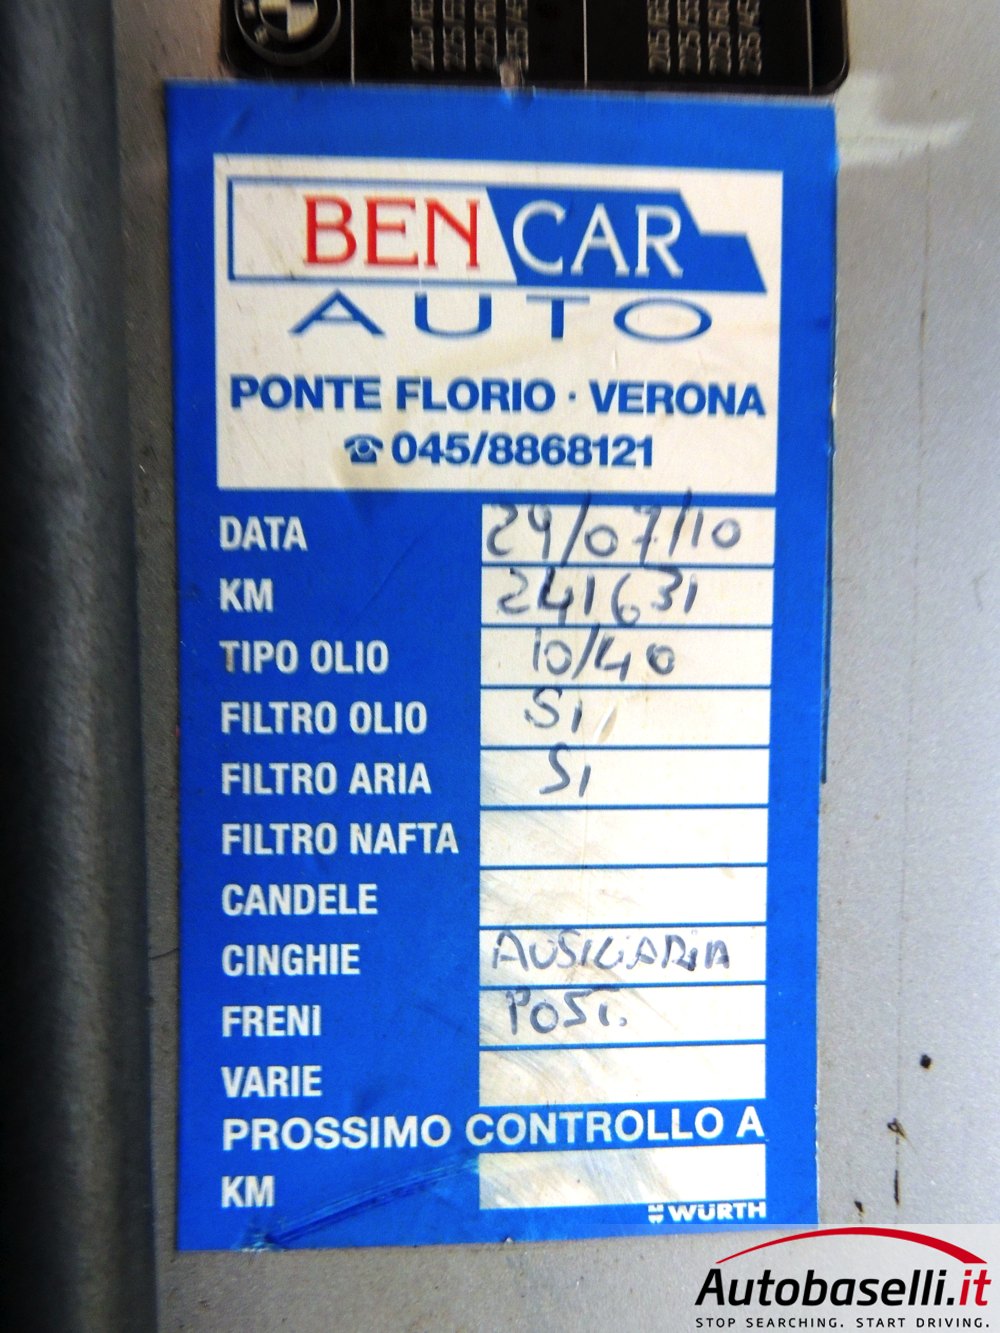 BEN CAR
AUTO
PONTE FLORIO · VERONA
☎ 045/8868121
DATA 29/07/10
KM 241631
TIPO OLIO 10/40
FILTRO OLIO SI
FILTRO ARIA SI
FILTRO NAFTA
CANDELE
CINGHIE AUSILIARIA
FRENI POST.
VARIE
PROSSIMO CONTROLLO A
KM
WÜRTH
Autobaselli.it
STOP SEARCHING. START DRIVING.